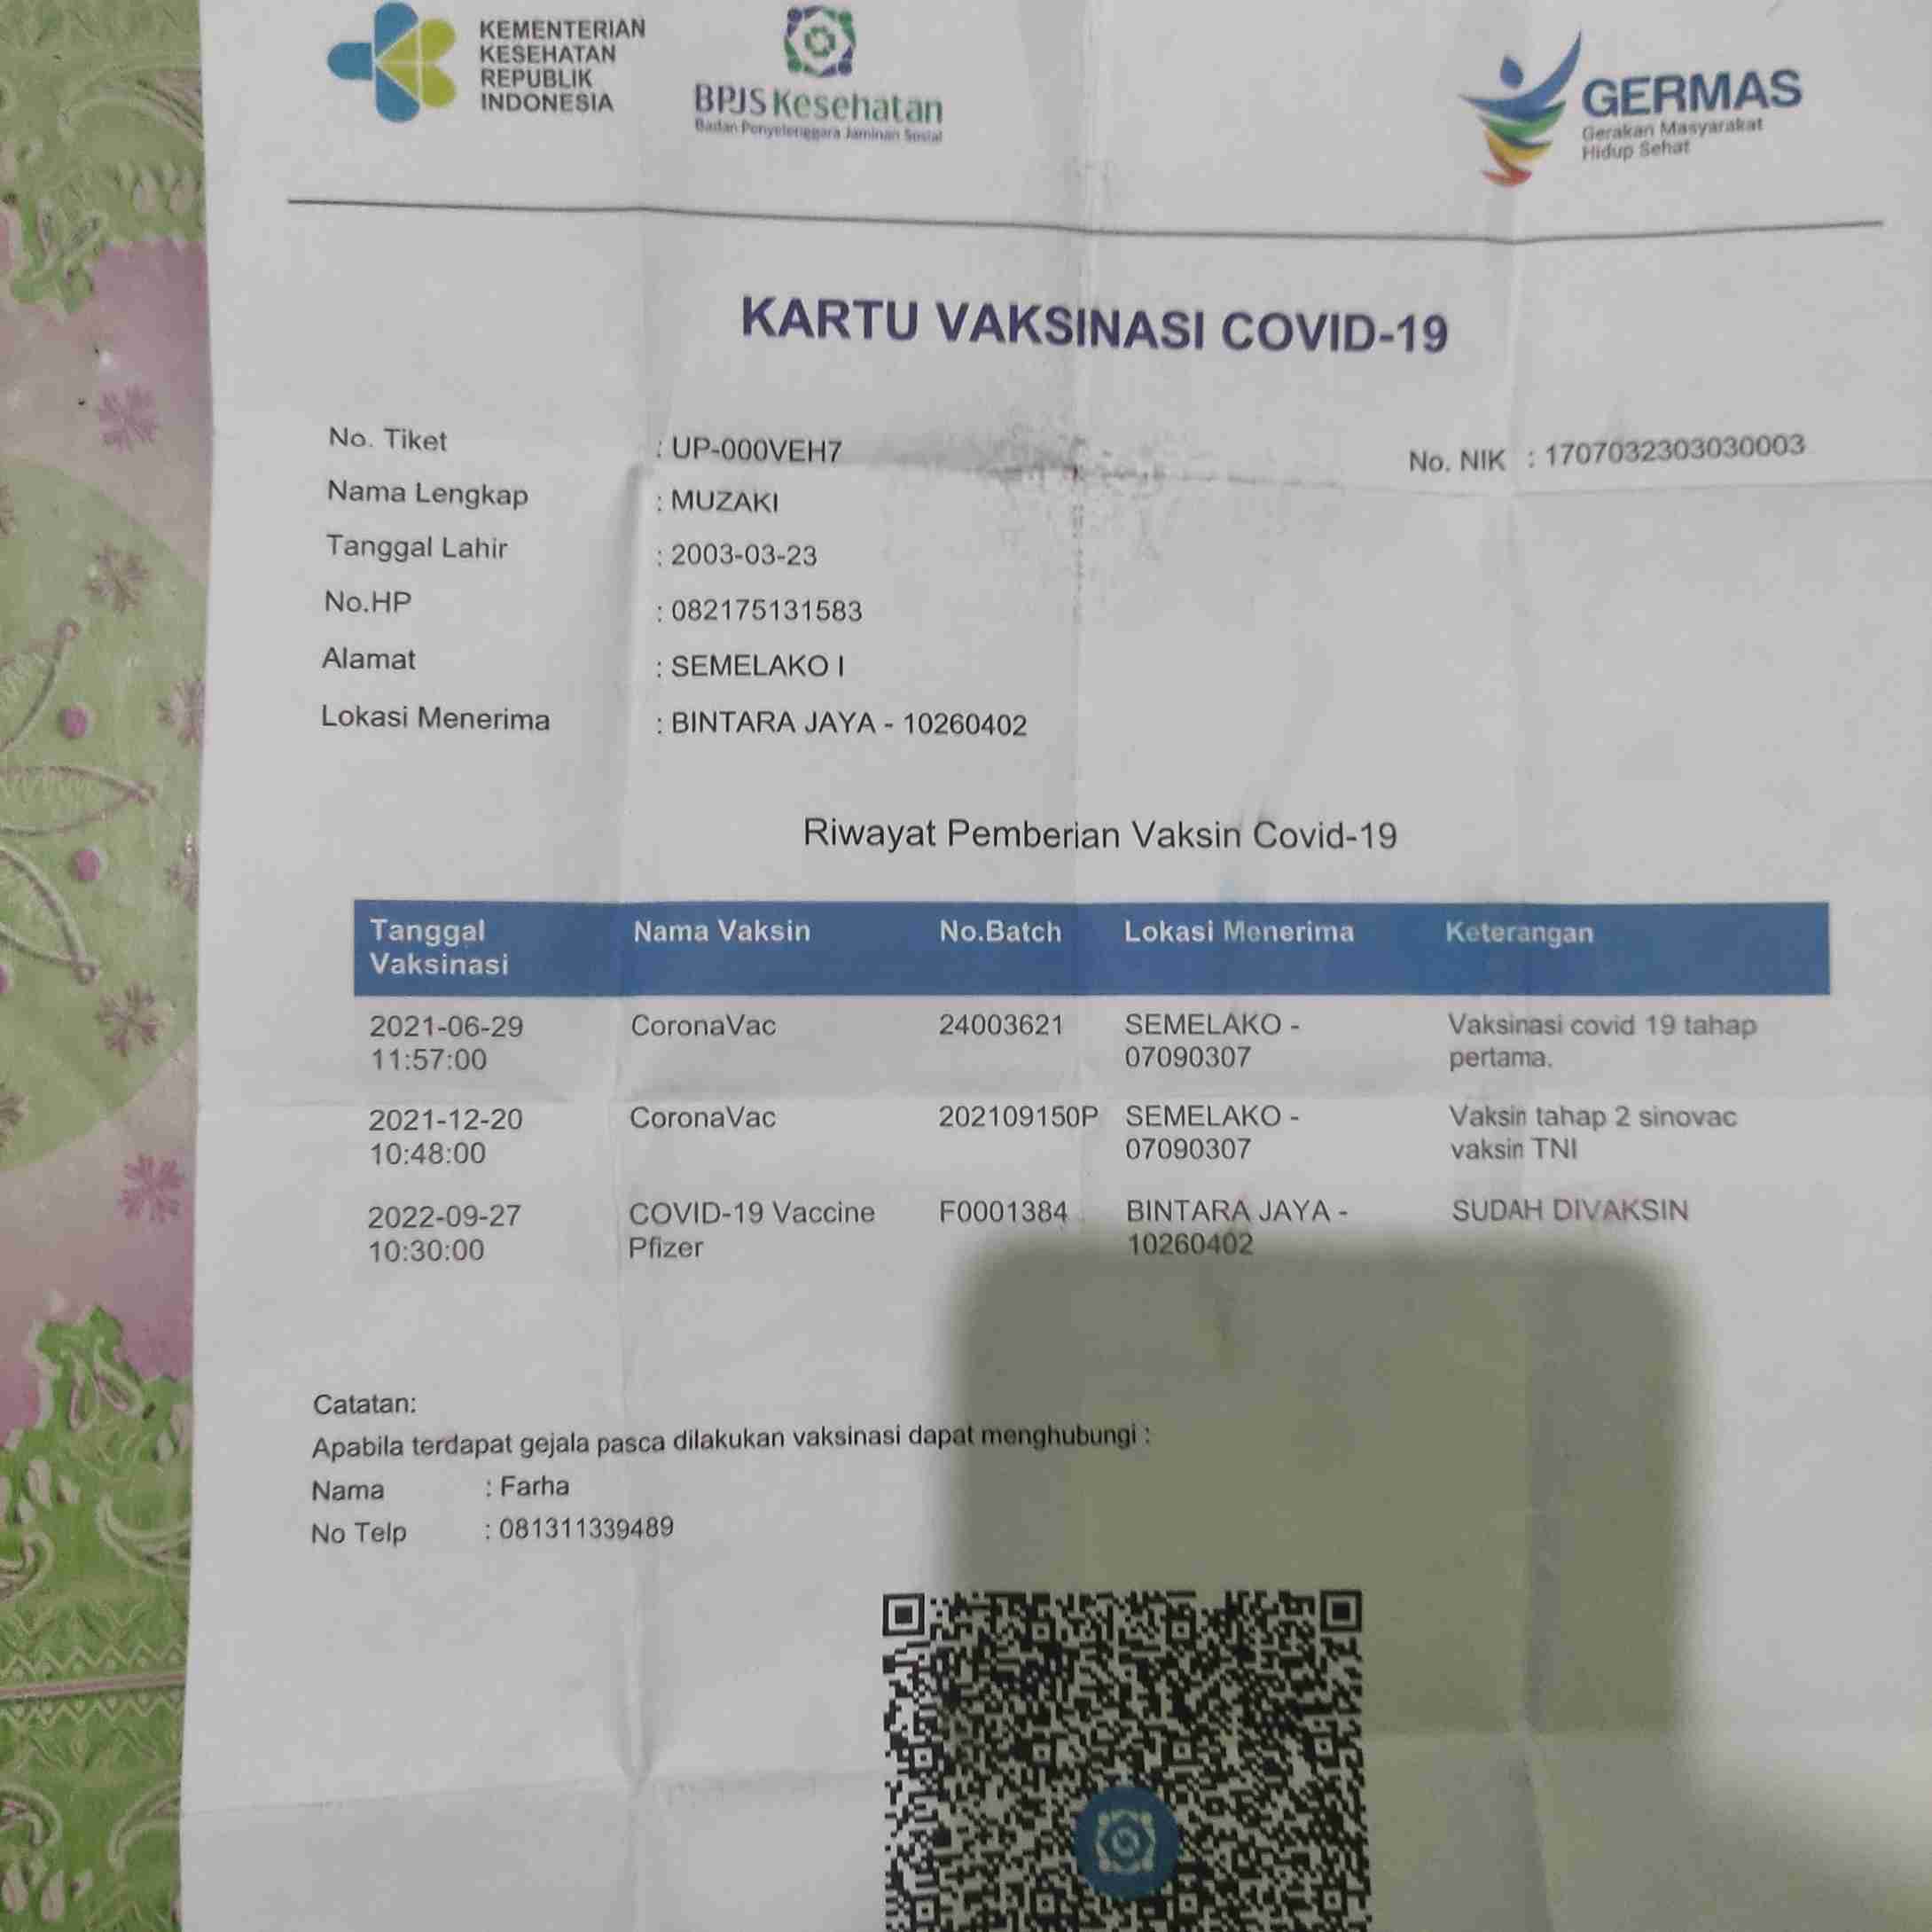 KEMENTERIAN
KESEHATAN
REPUBLIK
INDONESIA
BPJS Kesehatan
Badan Penyelenggara Jaminan Sosial
GERMAS
Gerakan Masyarakat
Hidup Sehat
KARTU VAKSINASI COVID-19
No. Tiket : UP-000VEH7 No. NIK : 1707032303030003
Nama Lengkap : MUZAKI
Tanggal Lahir : 2003-03-23
No.HP : 082175131583
Alamat : SEMELAKO I
Lokasi Menerima : BINTARA JAYA - 10260402
Riwayat Pemberian Vaksin Covid-19
Tanggal Vaksinasi Nama Vaksin No.Batch Lokasi Menerima Keterangan
2021-06-29 CoronaVac 24003621 SEMELAKO - Vaksinasi covid 19 tahap
11:57:00 07090307 pertama.
2021-12-20 CoronaVac 202109150P SEMELAKO - Vaksin tahap 2 sinovac
10:48:00 07090307 vaksin TNI
2022-09-27 COVID-19 Vaccine F0001384 BINTARA JAYA - SUDAH DIVAKSIN
10:30:00 Pfizer 10260402
Catatan:
Apabila terdapat gejala pasca dilakukan vaksinasi dapat menghubungi :
Nama : Farha
No Telp : 081311339489